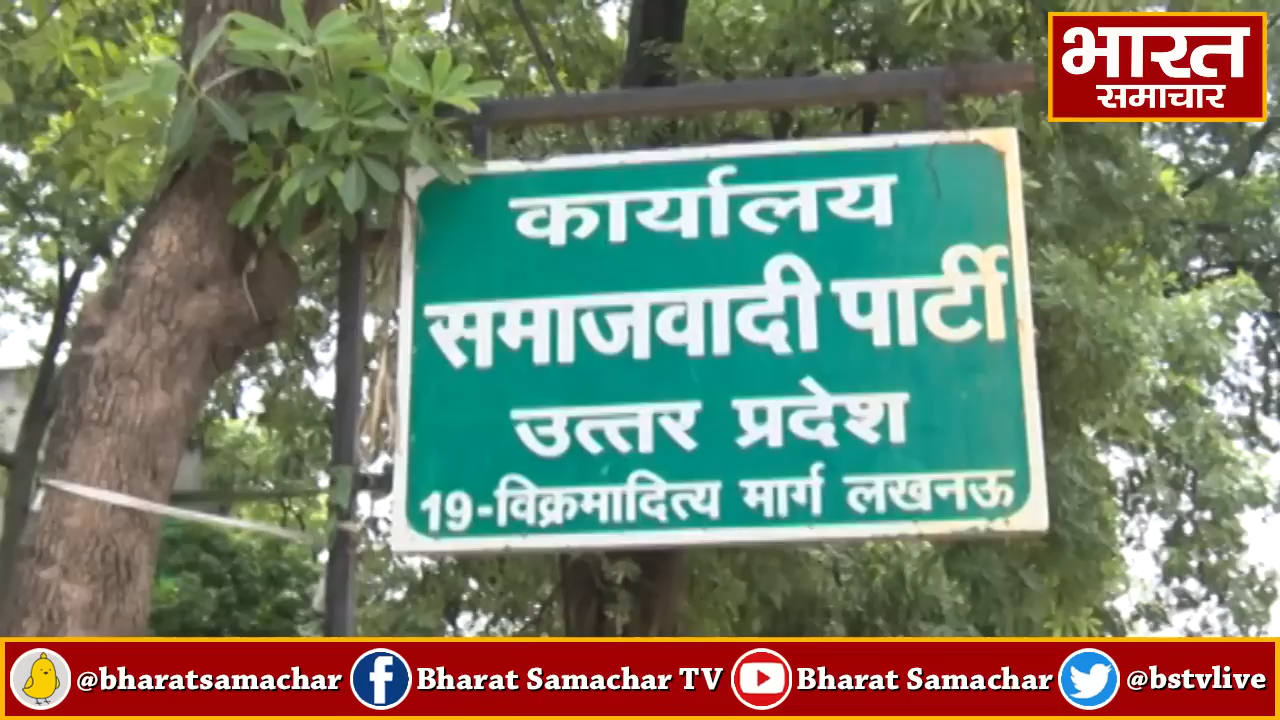 भारत
समाचार
कार्यालय
समाजवादी पार्टी
उत्तर प्रदेश
19-विक्रमादित्य मार्ग लखनऊ
@bharatsamachar Bharat Samachar TV Bharat Samachar @bstvlive